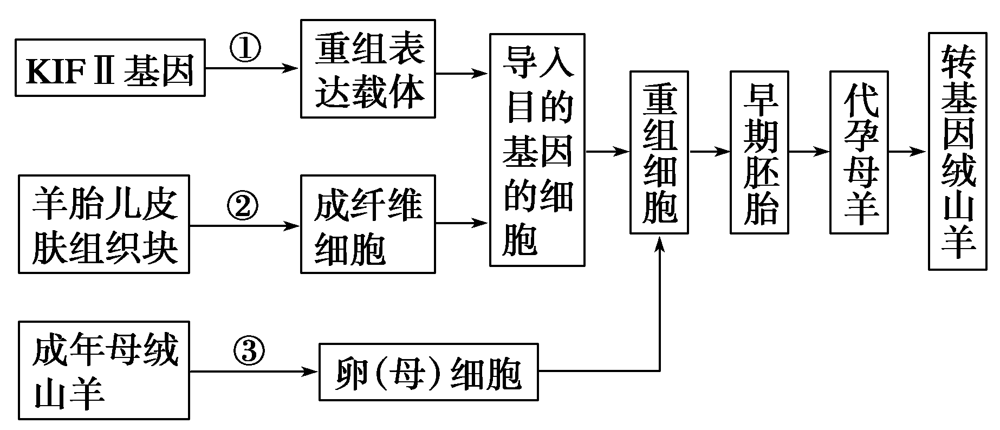 KIFⅡ基因
①
重组表
达载体
羊胎儿皮
肤组织块
②
成纤维
细胞
成年母绒
山羊
③
卵(母)细胞
导入
目的
基因
的细
胞
重组细胞
早期胚胎
代孕母羊
转基因绒山羊